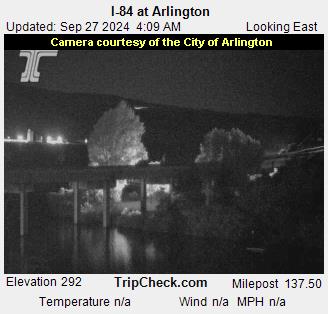 I-84 at Arlington
Updated: Sep 27 2024 4:09 AM Looking East
Camera courtesy of the City of Arlington
Elevation 292 TripCheck.com Milepost 137.50
Temperature n/a Wind n/a MPH n/a